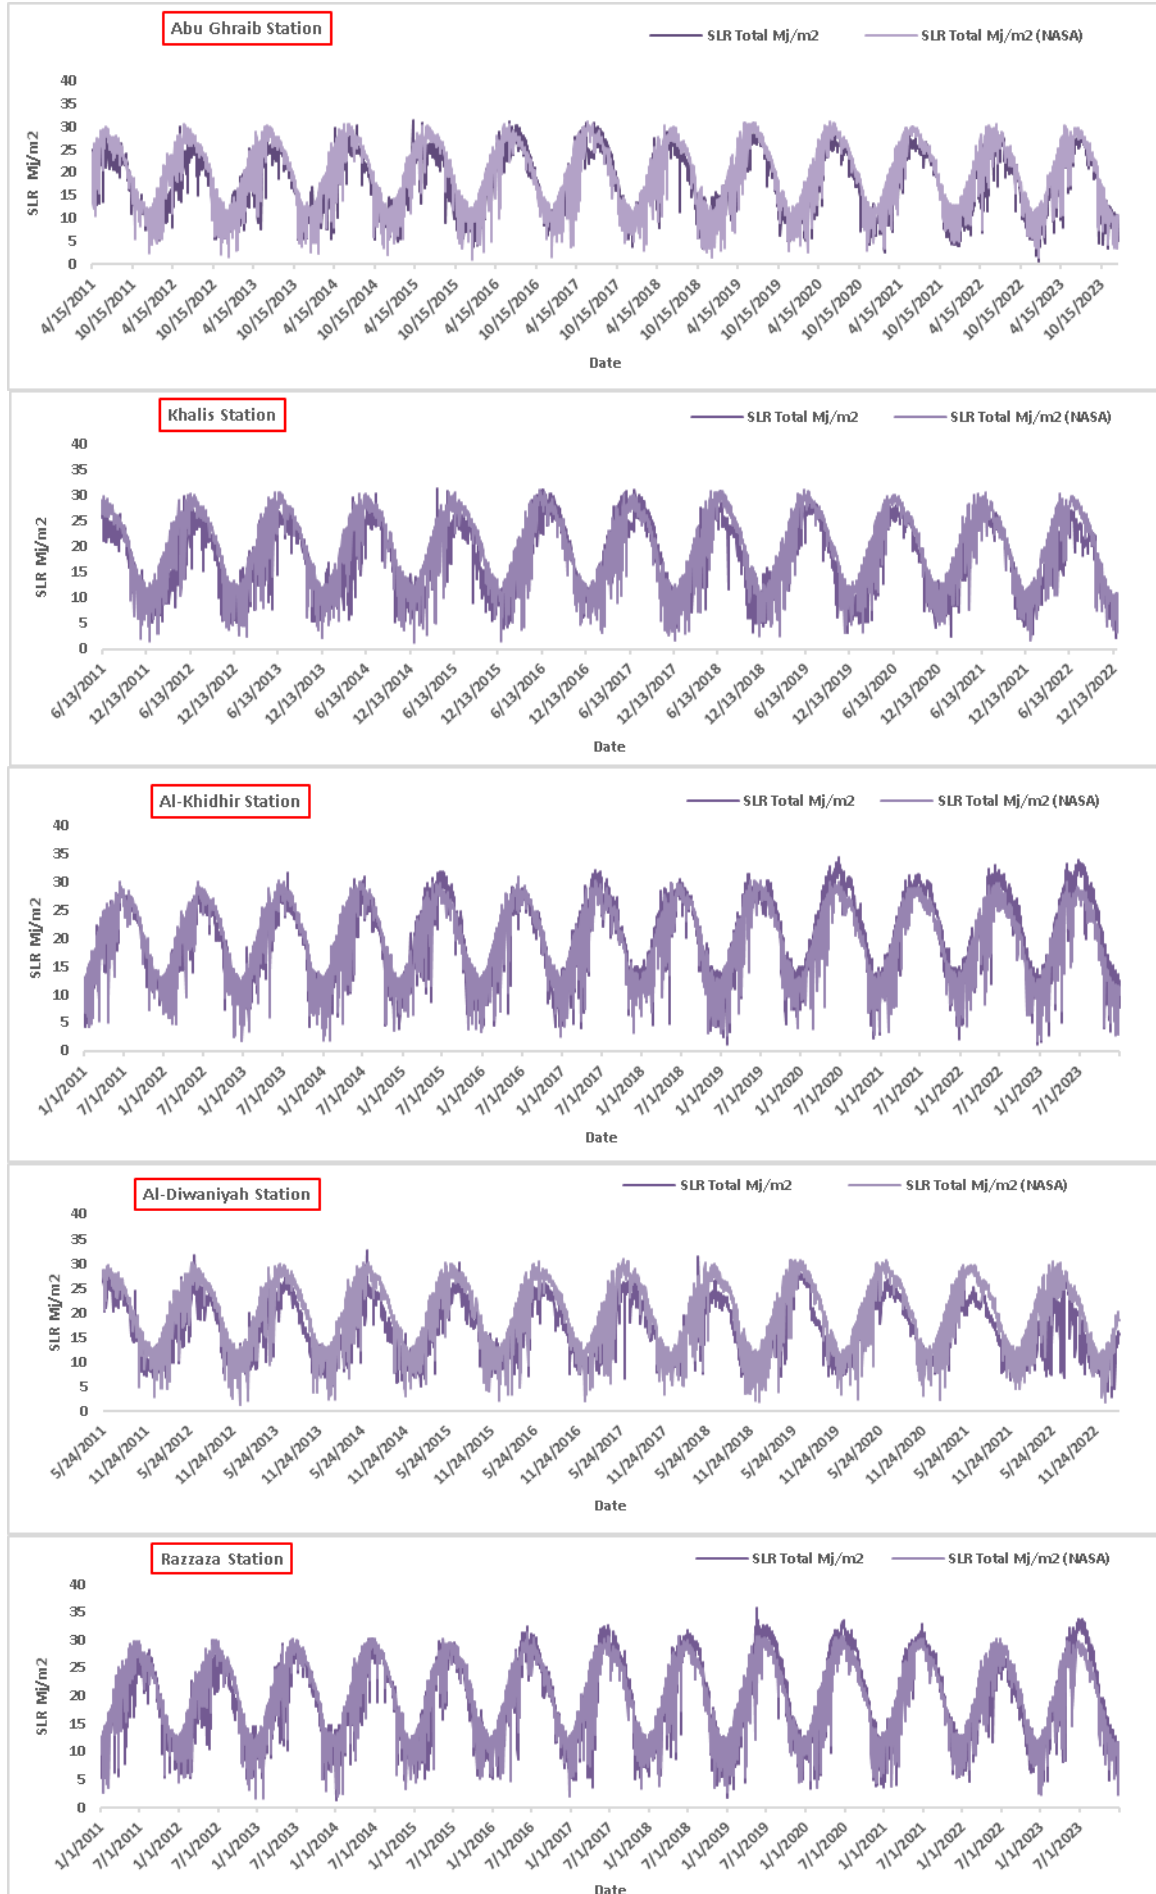 Abu Ghraib Station
SLR Total Mj/m2 SLR Total Mj/m2 (NASA)
SLR Mj/m2
40
35
30
25
20
15
10
5
0
4/15/2011 10/15/2011 4/15/2012 10/15/2012 4/15/2013 10/15/2013 4/15/2014 10/15/2014 4/15/2015 10/15/2015 4/15/2016 10/15/2016 4/15/2017 10/15/2017 4/15/2018 10/15/2018 4/15/2019 10/15/2019 4/15/2020 10/15/2020 4/15/2021 10/15/2021 4/15/2022 10/15/2022 4/15/2023 10/15/2023
Date
Khalis Station
SLR Total Mj/m2 SLR Total Mj/m2 (NASA)
SLR Mj/m2
40
35
30
25
20
15
10
5
0
6/13/2011 12/13/2011 6/13/2012 12/13/2012 6/13/2013 12/13/2013 6/13/2014 12/13/2014 6/13/2015 12/13/2015 6/13/2016 12/13/2016 6/13/2017 12/13/2017 6/13/2018 12/13/2018 6/13/2019 12/13/2019 6/13/2020 12/13/2020 6/13/2021 12/13/2021 6/13/2022 12/13/2022
Date
Al-Khidhir Station
SLR Total Mj/m2 SLR Total Mj/m2 (NASA)
SLR Mj/m2
40
35
30
25
20
15
10
5
0
1/1/2011 7/1/2011 1/1/2012 7/1/2012 1/1/2013 7/1/2013 1/1/2014 7/1/2014 1/1/2015 7/1/2015 1/1/2016 7/1/2016 1/1/2017 7/1/2017 1/1/2018 7/1/2018 1/1/2019 7/1/2019 1/1/2020 7/1/2020 1/1/2021 7/1/2021 1/1/2022 7/1/2022 1/1/2023 7/1/2023
Date
Al-Diwaniyah Station
SLR Total Mj/m2 SLR Total Mj/m2 (NASA)
SLR Mj/m2
40
35
30
25
20
15
10
5
0
5/24/2011 11/24/2011 5/24/2012 11/24/2012 5/24/2013 11/24/2013 5/24/2014 11/24/2014 5/24/2015 11/24/2015 5/24/2016 11/24/2016 5/24/2017 11/24/2017 5/24/2018 11/24/2018 5/24/2019 11/24/2019 5/24/2020 11/24/2020 5/24/2021 11/24/2021 5/24/2022 11/24/2022
Date
Razzaza Station
SLR Total Mj/m2 SLR Total Mj/m2 (NASA)
SLR Mj/m2
40
35
30
25
20
15
10
5
0
1/1/2011 7/1/2011 1/1/2012 7/1/2012 1/1/2013 7/1/2013 1/1/2014 7/1/2014 1/1/2015 7/1/2015 1/1/2016 7/1/2016 1/1/2017 7/1/2017 1/1/2018 7/1/2018 1/1/2019 7/1/2019 1/1/2020 7/1/2020 1/1/2021 7/1/2021 1/1/2022 7/1/2022 1/1/2023 7/1/2023
Date